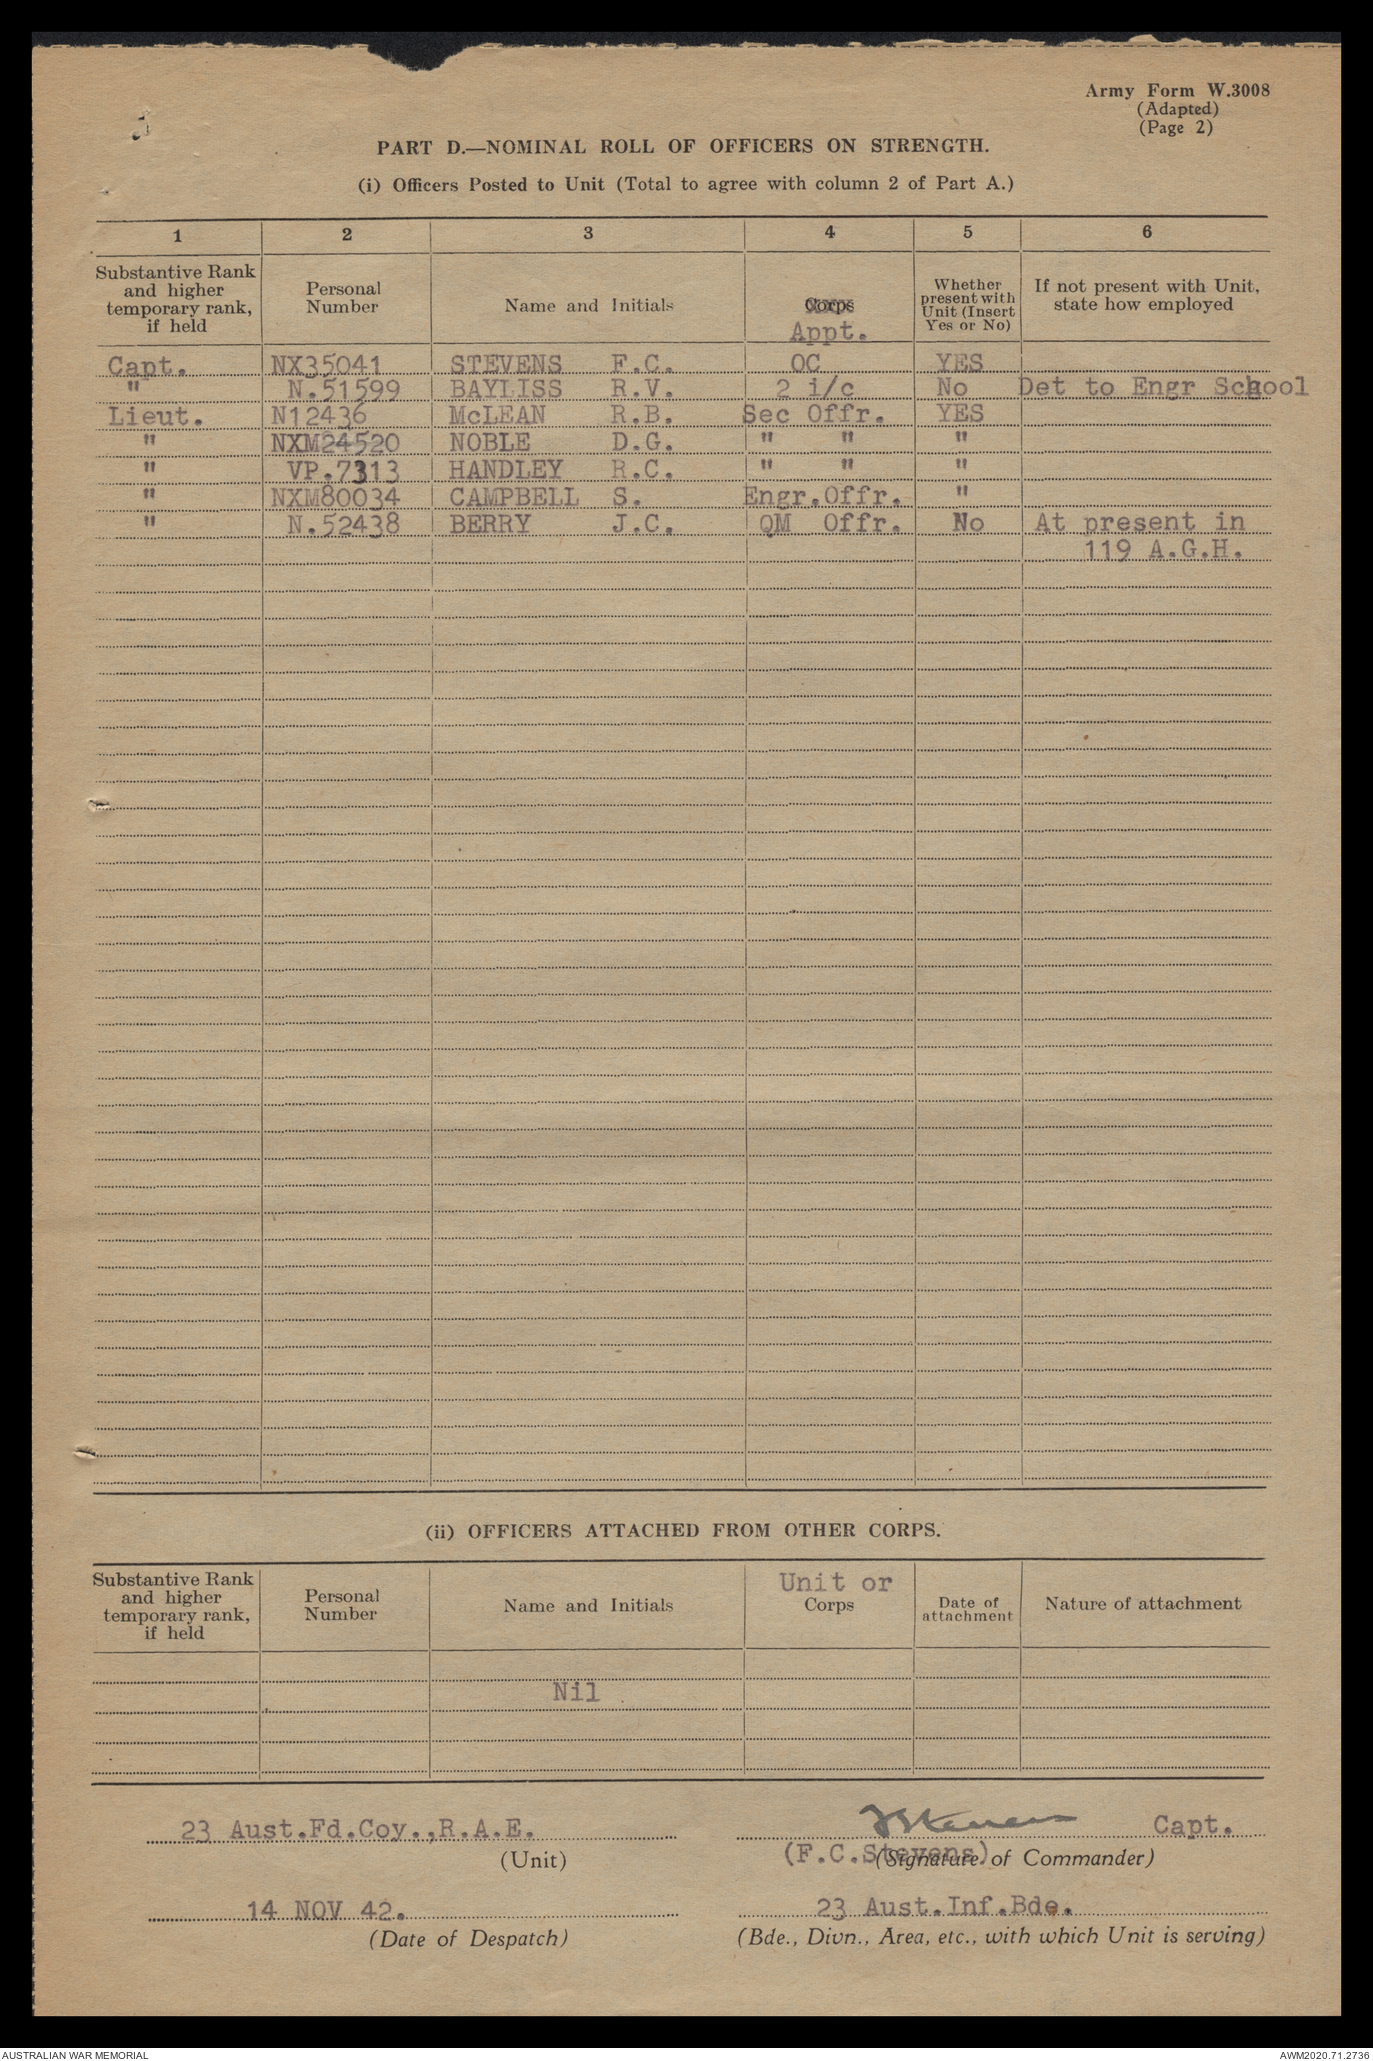 Army Form W.3008
(Adapted)
(Page 2)
PART D.—NOMINAL ROLL OF OFFICERS ON STRENGTH.
(i) Officers Posted to Unit (Total to agree with column 2 of Part A.)
1 2 3 4 5 6
Substantive Rank and higher temporary rank, if held
Personal Number
Name and Initials
Corps
Appt.
Whether present with Unit (Insert Yes or No)
If not present with Unit, state how employed
Capt. NX35041 STEVENS F.C. OC YES
" N.51599 BAYLISS R.V. 2 i/c No Det to Engr School
Lieut. N12436 McLEAN R.B. Sec Offr. YES
" NXM24520 NOBLE D.G. " " "
" VP.7313 HANDLEY R.C. " " "
" NXM80034 CAMPBELL S. Engr.Offr. "
" N.52438 BERRY J.C. QM Offr. No At present in
119 A.G.H.
(ii) OFFICERS ATTACHED FROM OTHER CORPS.
Substantive Rank and higher temporary rank, if held
Personal Number
Name and Initials
Unit or
Corps
Date of attachment
Nature of attachment
Nil
23 Aust.Fd.Coy.,R.A.E.
(Unit)
FC Stevens Capt.
(F.C.Stevens)
(Signature of Commander)
14 NOV 42.
(Date of Despatch)
23 Aust.Inf.Bde.
(Bde., Divn., Area, etc., with which Unit is serving)
AUSTRALIAN WAR MEMORIAL
AWM2020.71.2736